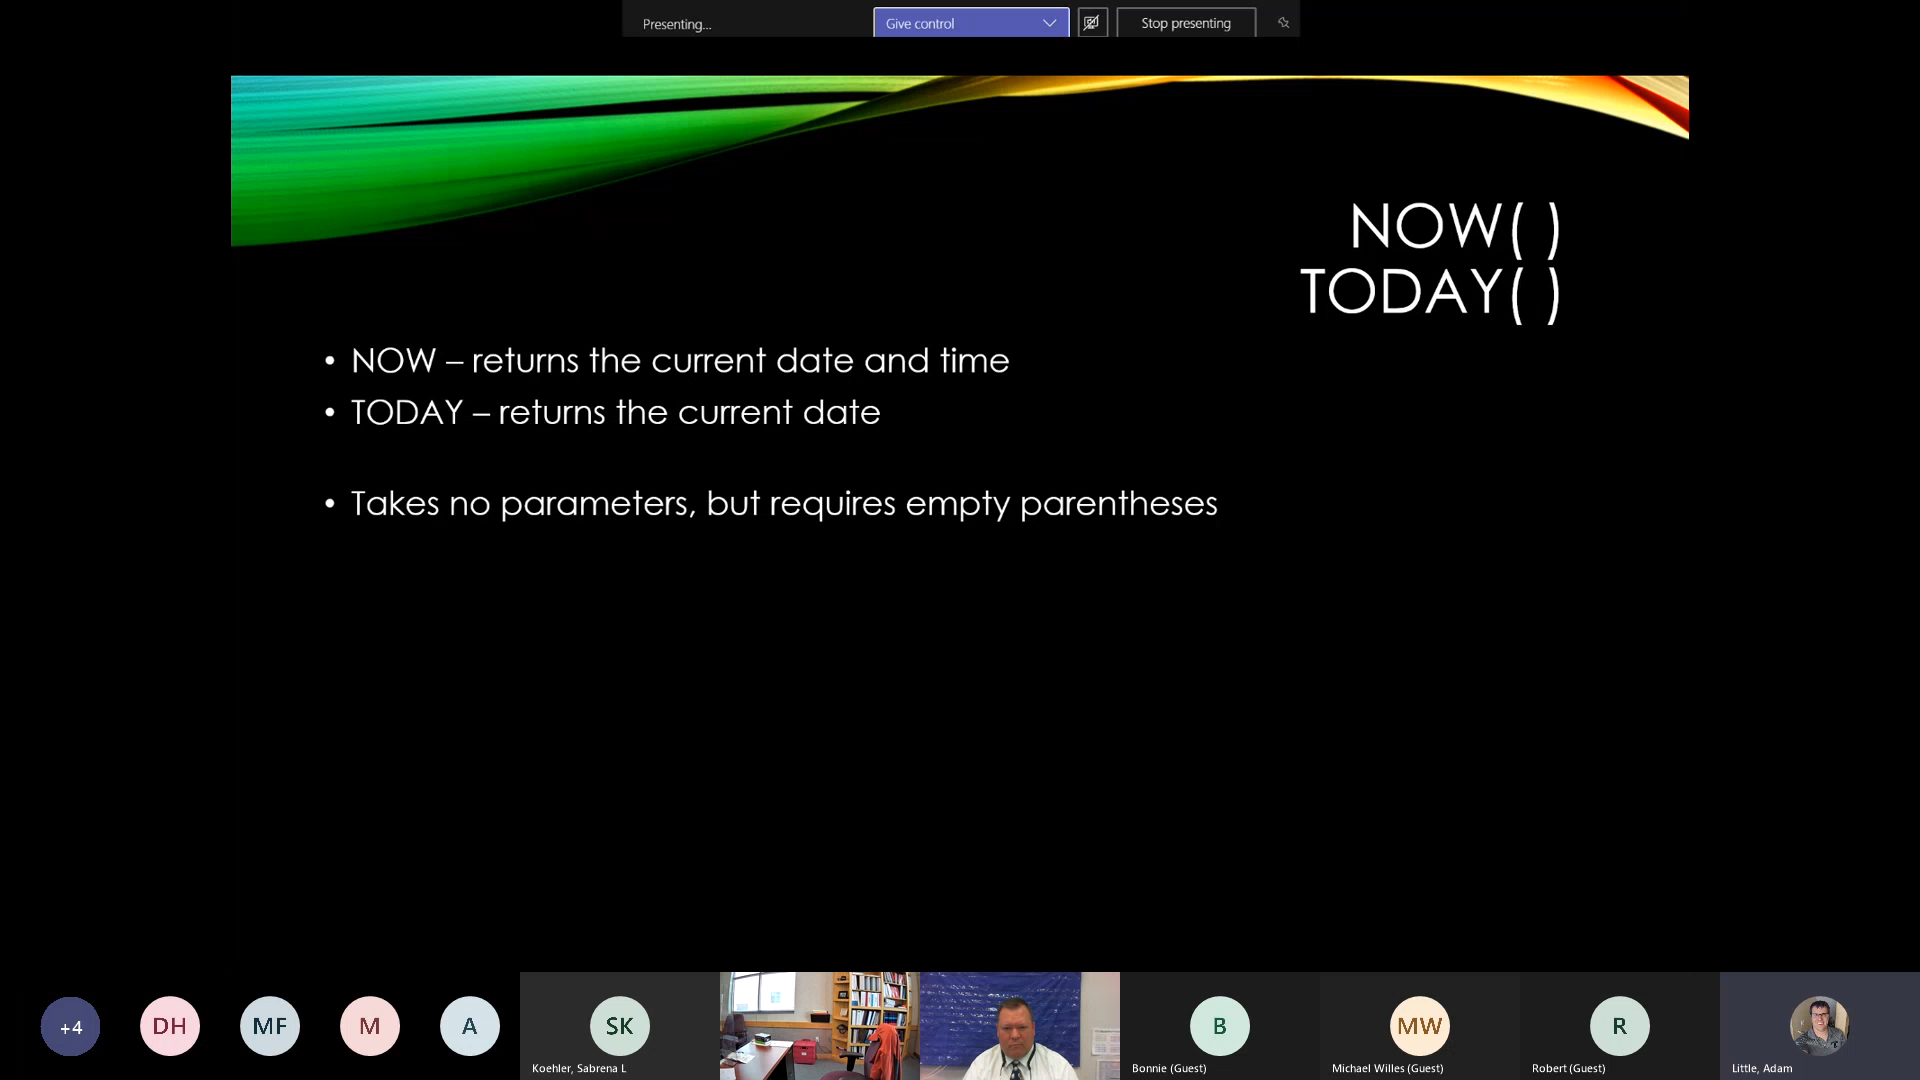 Presenting...
Give control
Stop presenting
NOW( )
TODAY( )
• NOW – returns the current date and time
• TODAY – returns the current date
• Takes no parameters, but requires empty parentheses
+4
DH
MF
M
A
SK
B
MW
R
Koehler, Sabrena L
Bonnie (Guest)
Michael Willes (Guest)
Robert (Guest)
Little, Adam